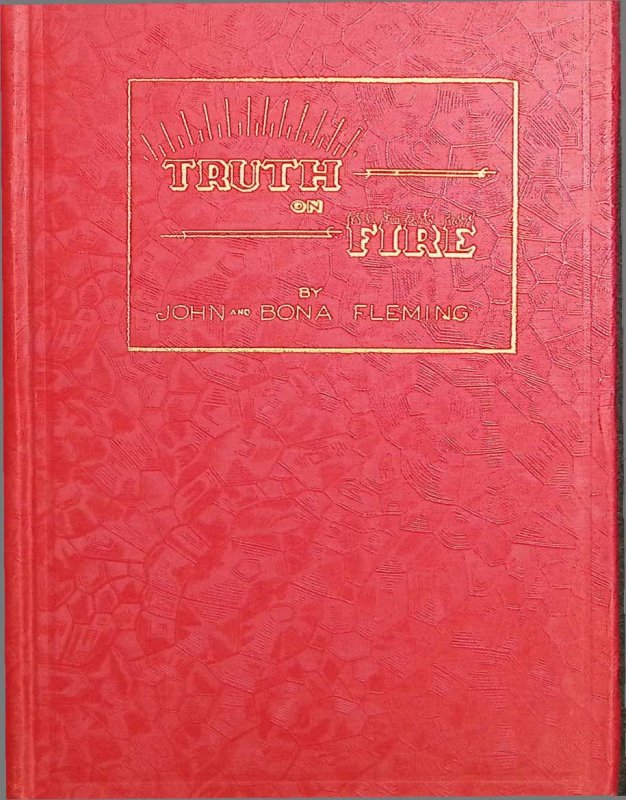 TRUTH
ON
FIRE
BY
JOHN AND BONA FLEMING